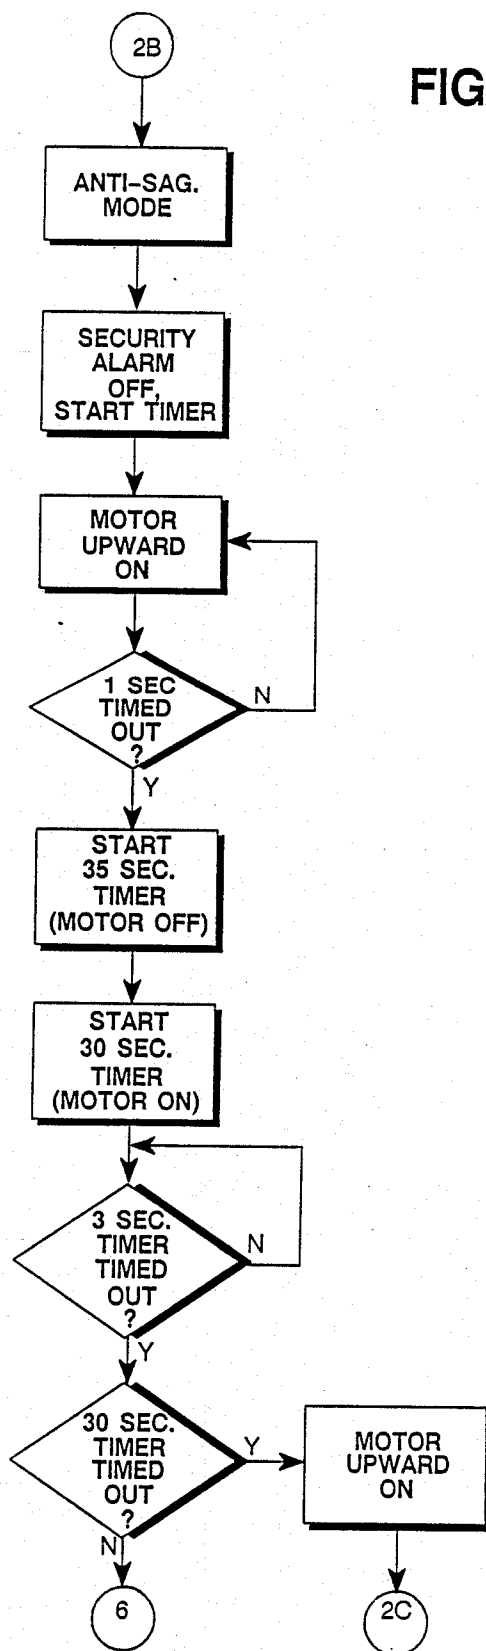 2B
FIG
ANTI-SAG.
MODE
SECURITY
ALARM
OFF,
START TIMER
MOTOR
UPWARD
ON
1 SEC
TIMED
OUT
?
N
Y
START
35 SEC.
TIMER
(MOTOR OFF)
START
30 SEC.
TIMER
(MOTOR ON)
3 SEC.
TIMER
TIMED
OUT
?
N
Y
30 SEC.
TIMER
TIMED
OUT
?
Y
N
MOTOR
UPWARD
ON
6
2C